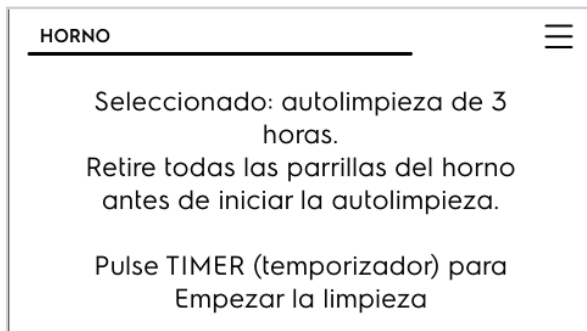 HORNO
Seleccionado: autolimpieza de 3
horas.
Retire todas las parrillas del horno
antes de iniciar la autolimpieza.
Pulse TIMER (temporizador) para
Empezar la limpieza